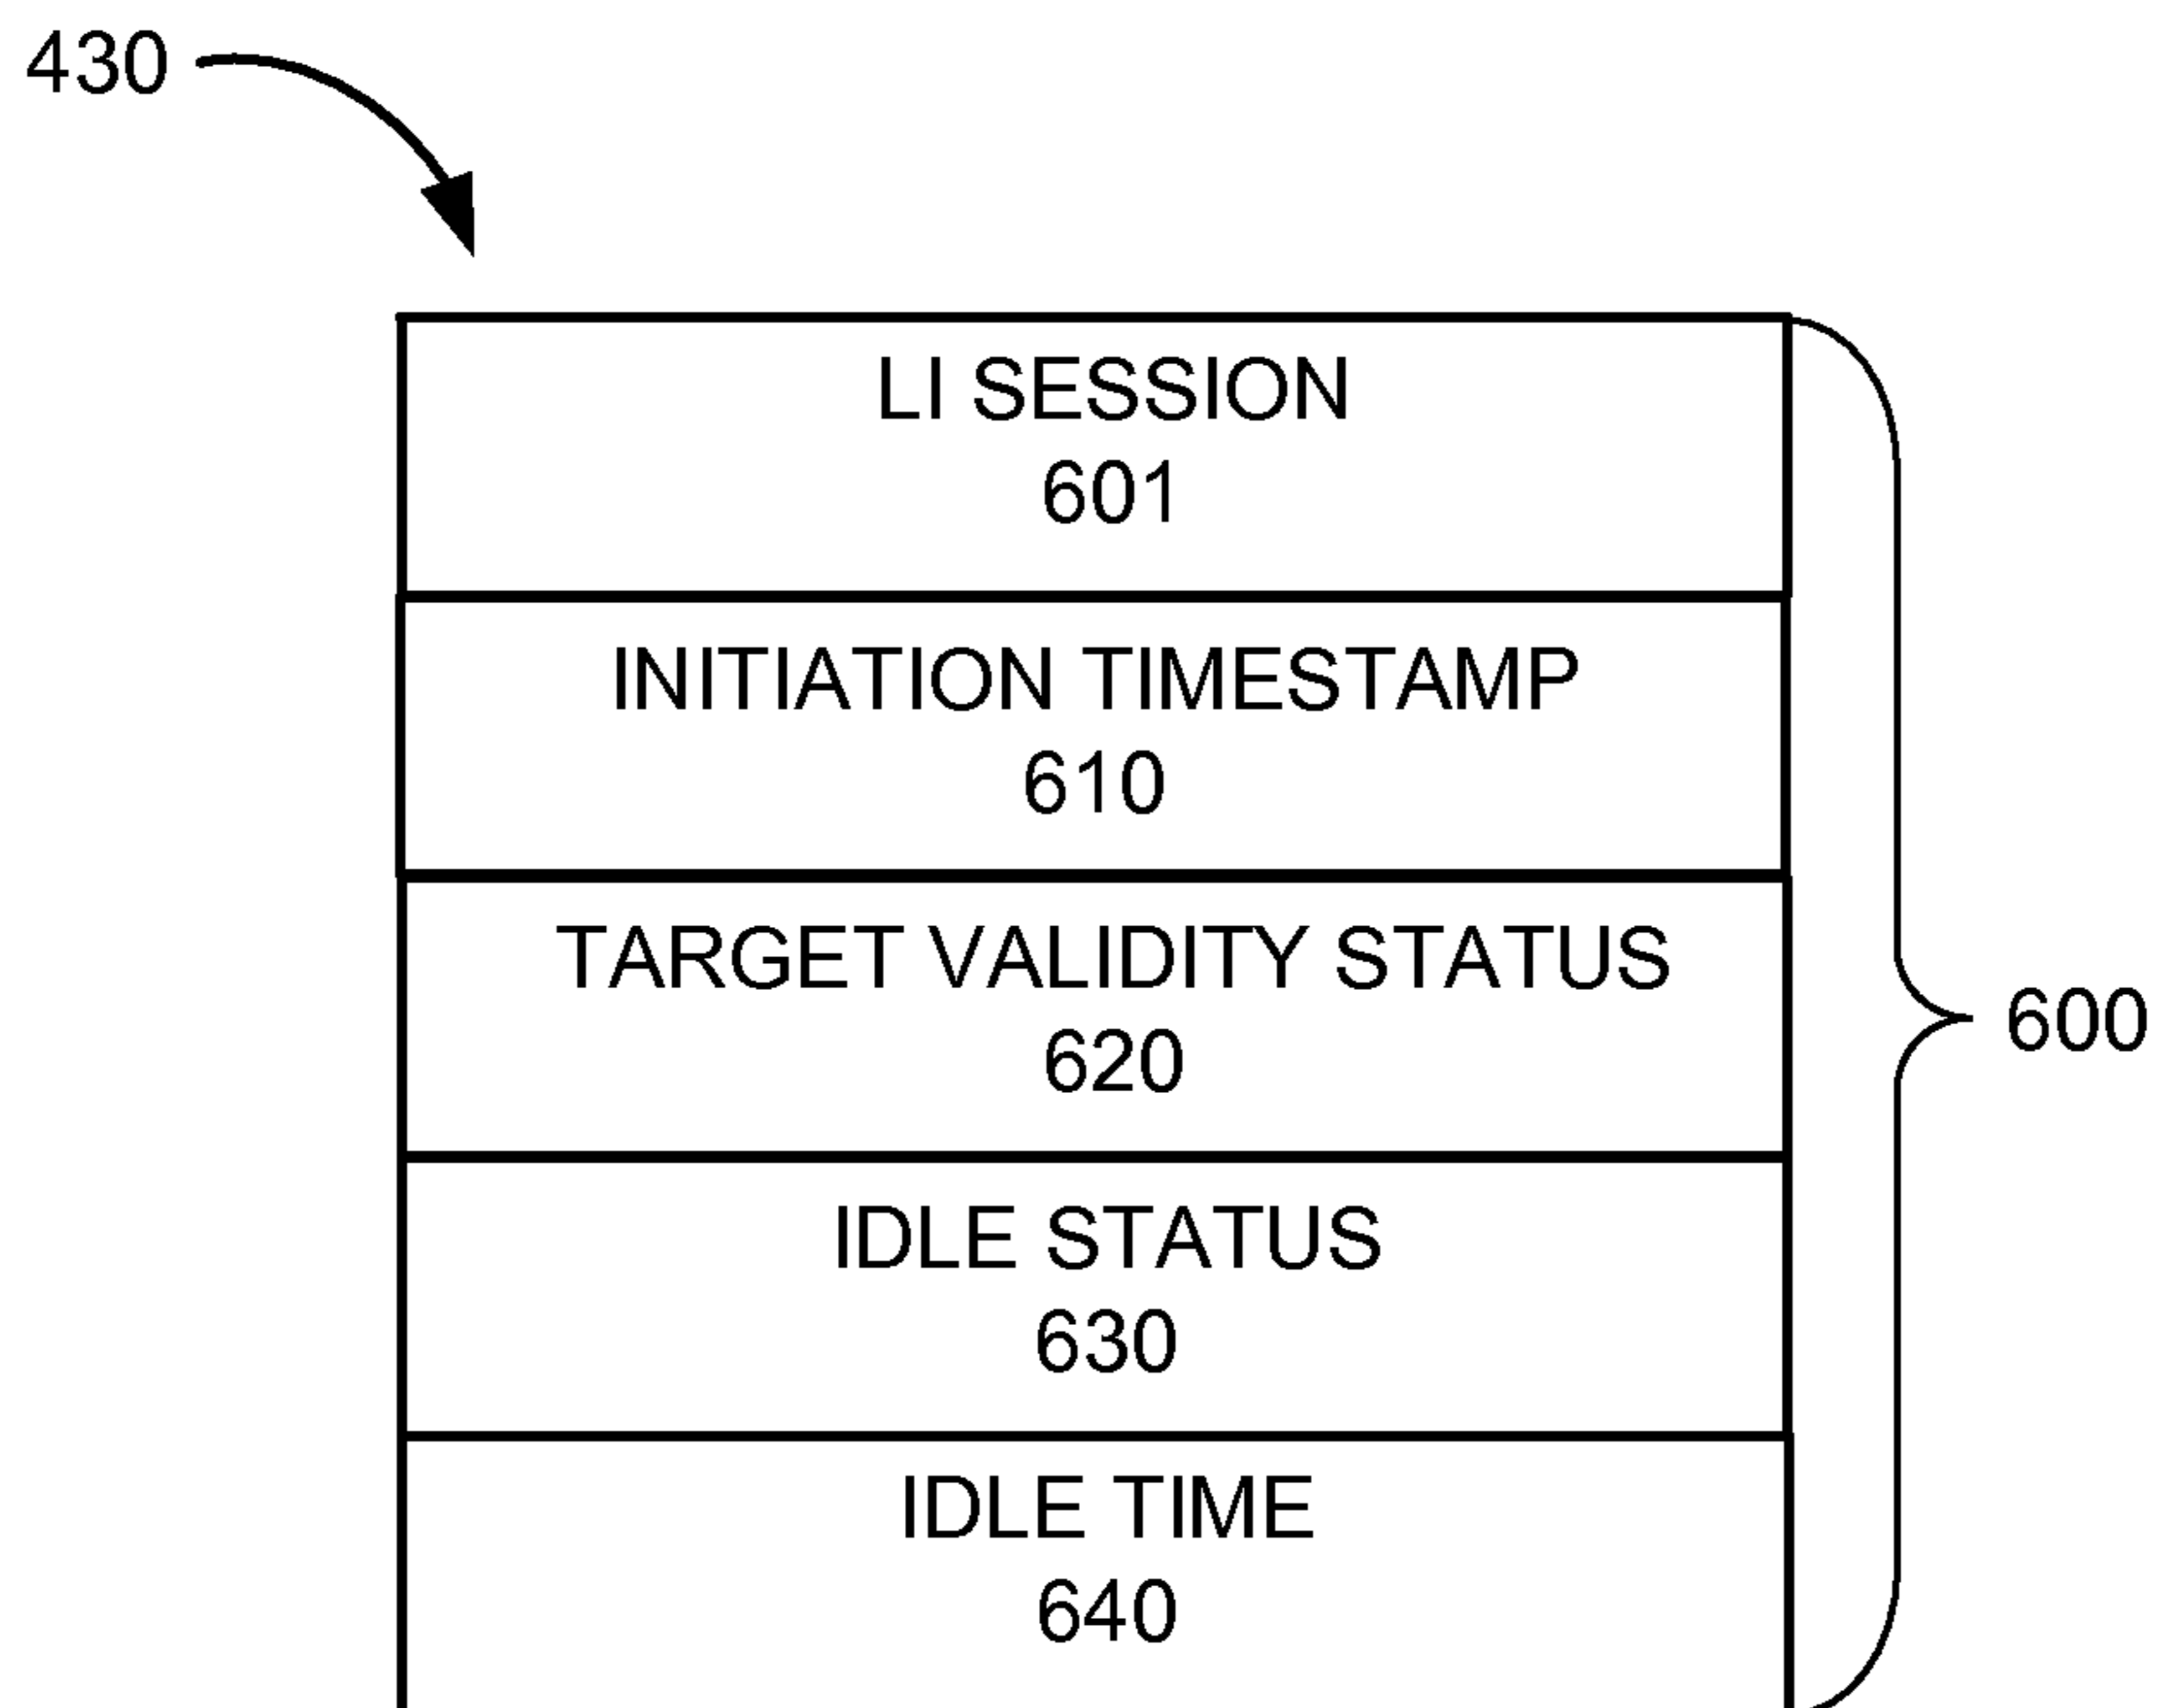 430
LI SESSION
601
INITIATION TIMESTAMP
610
TARGET VALIDITY STATUS
620
600
IDLE STATUS
630
IDLE TIME
640